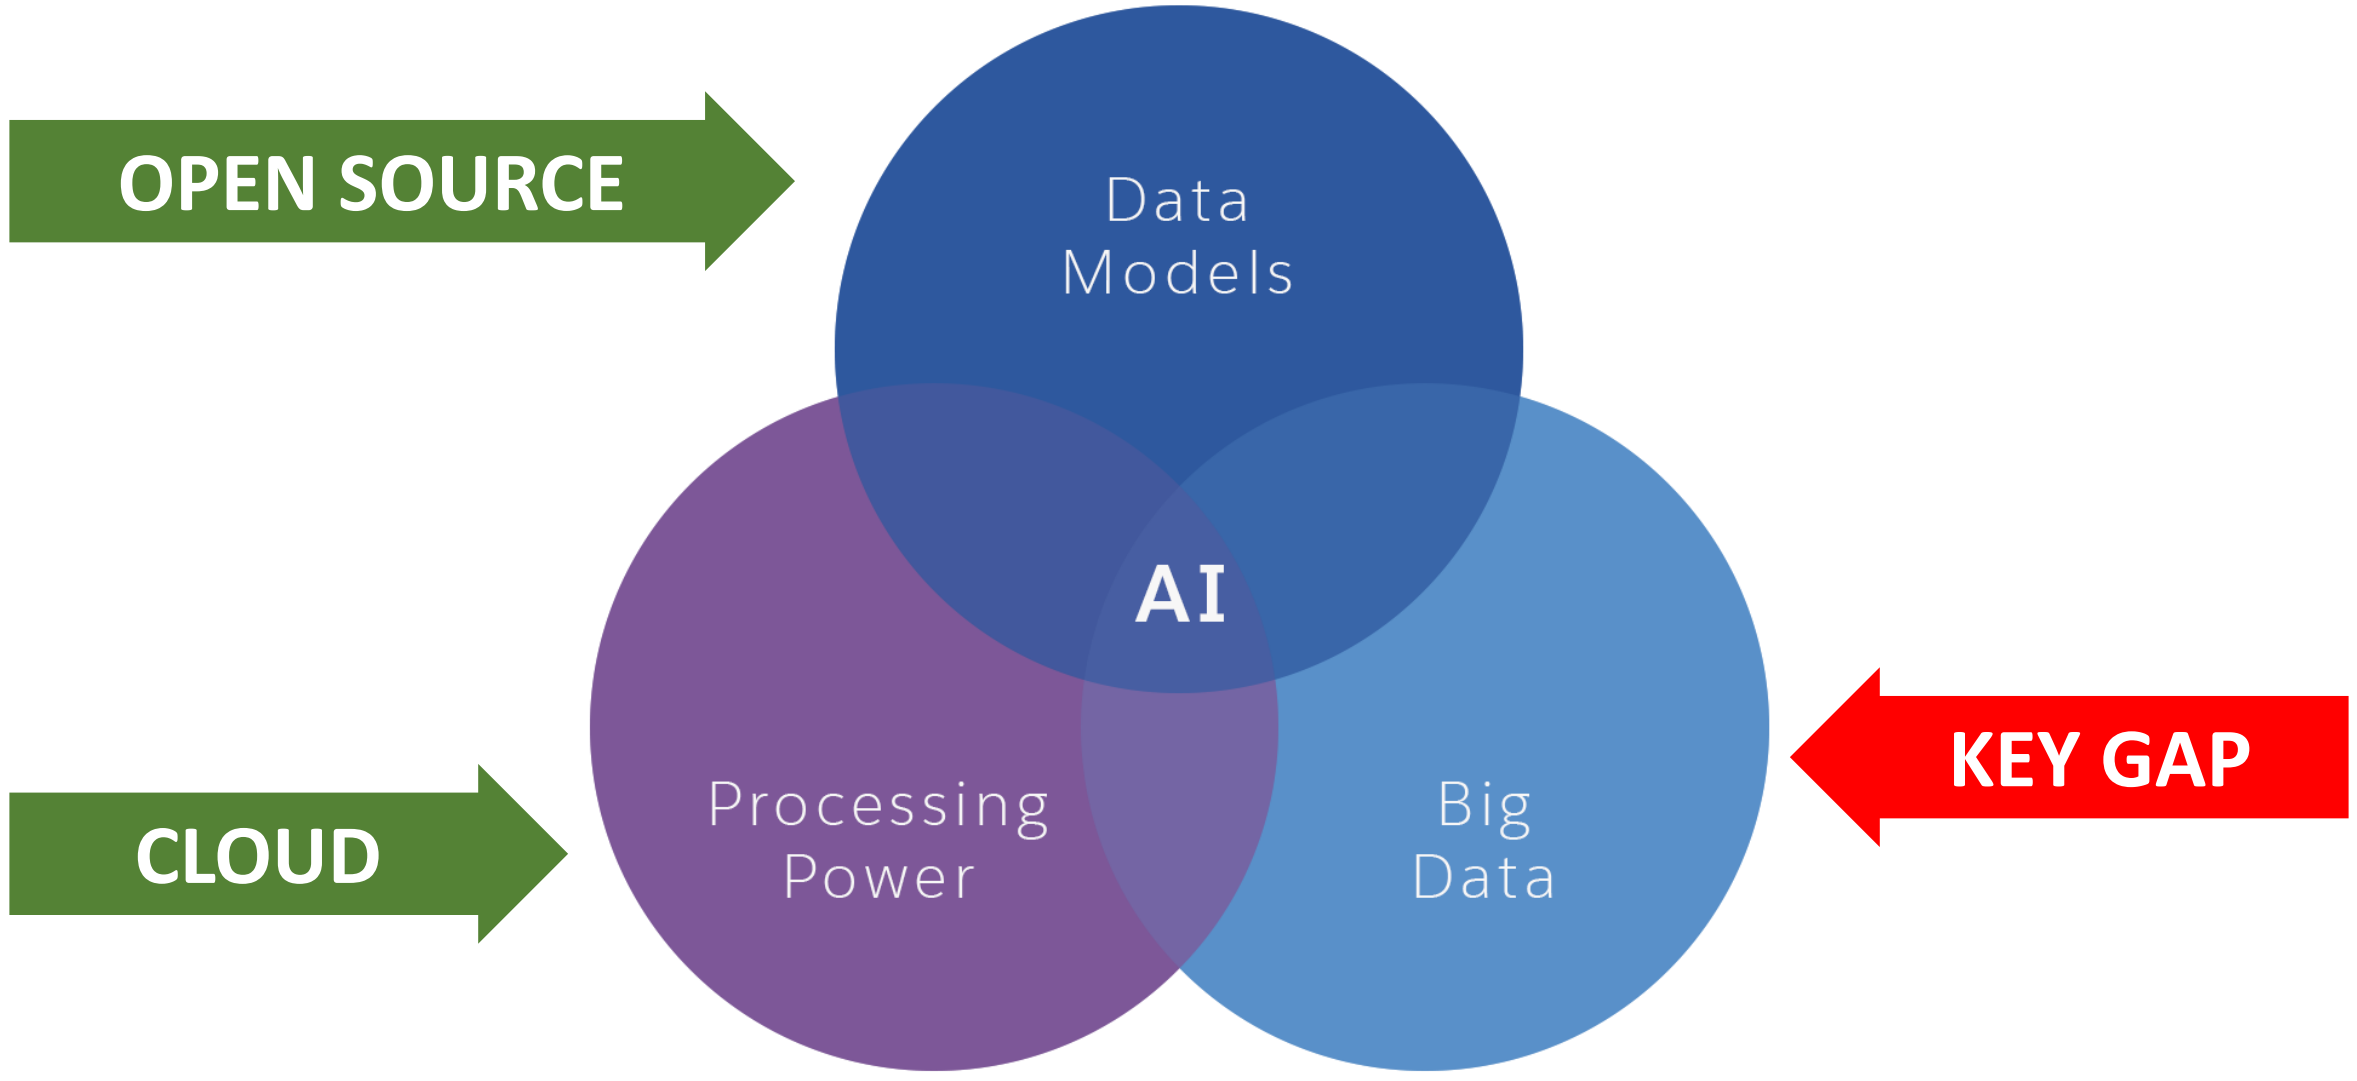 OPEN SOURCE
Data
Models
AI
KEY GAP
Processing
Power
Big
Data
CLOUD